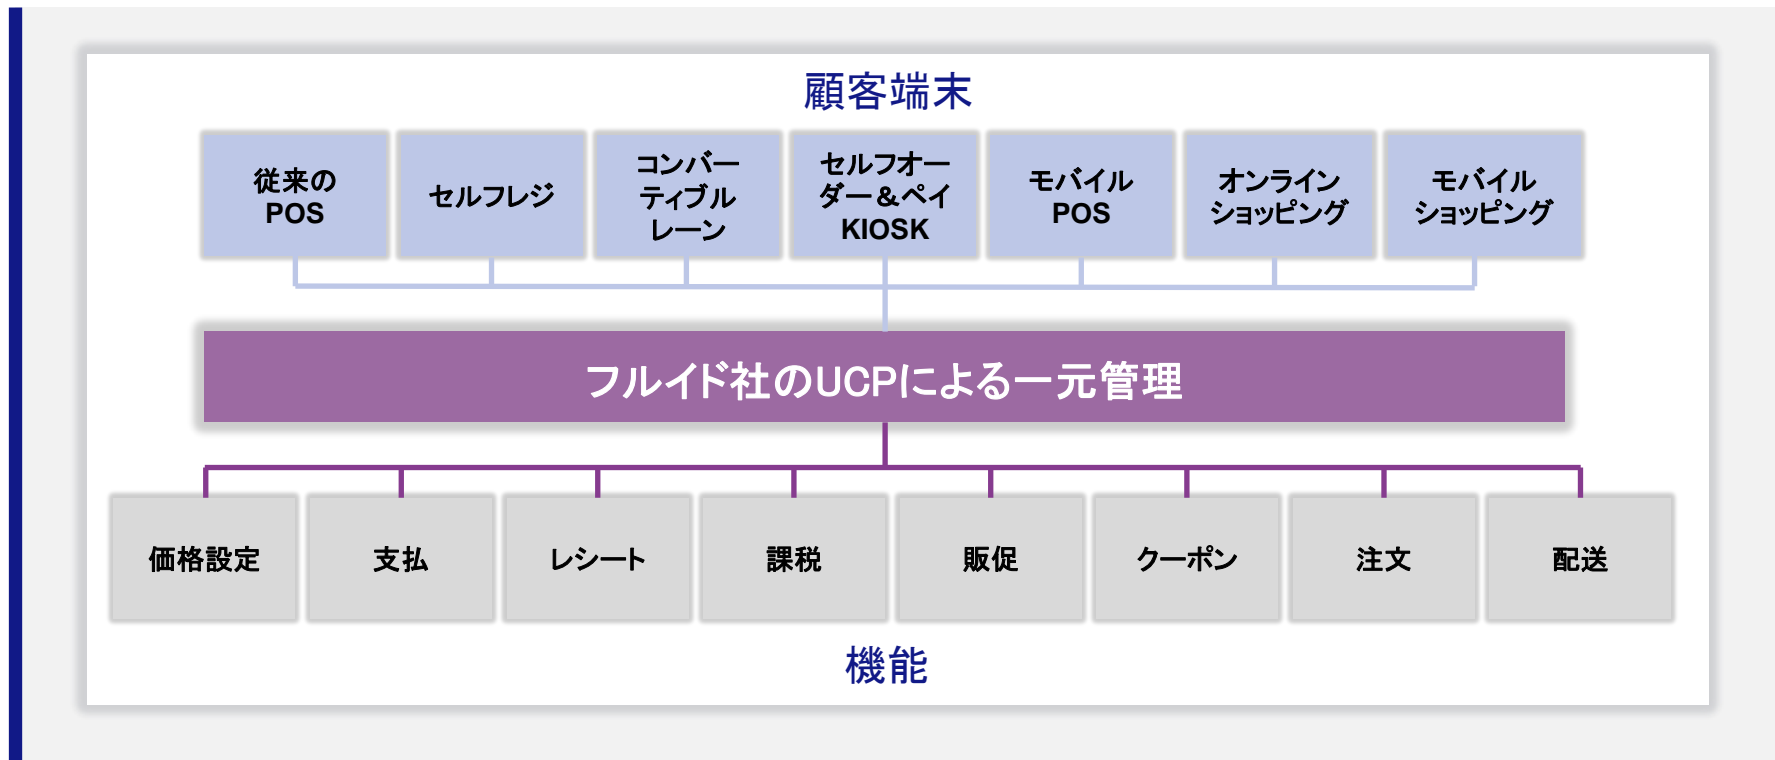 顧客端末
従来の
POS
セルフレジ
コンバー
ティブル
レーン
セルフオー
ダー＆ペイ
KIOSK
モバイル
POS
オンライン
ショッピング
モバイル
ショッピング
フルイド社のUCPによる一元管理
価格設定
支払
レシート
課税
販促
クーポン
注文
配送
機能